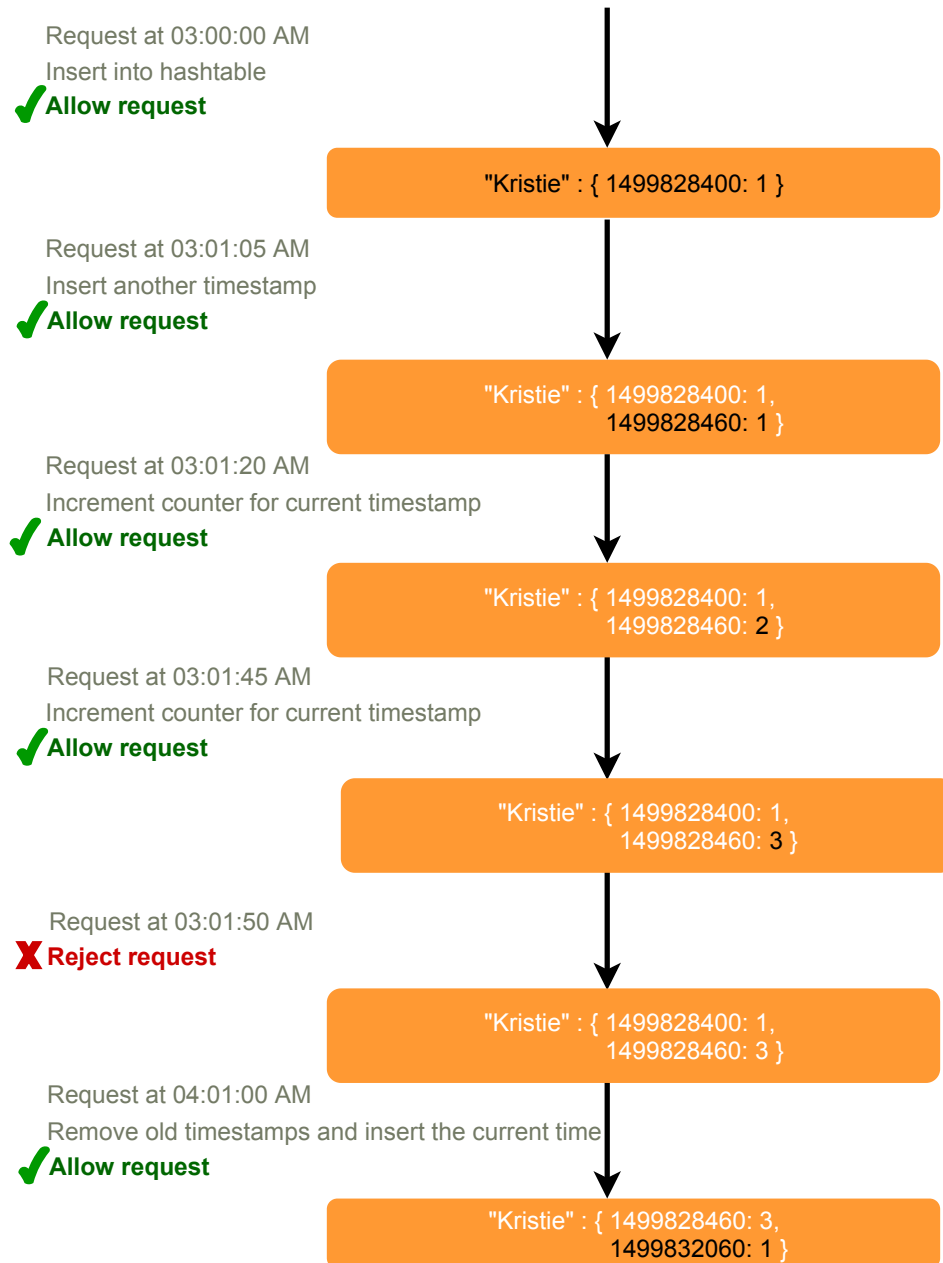 Request at 03:00:00 AM
Insert into hashtable
Allow request
"Kristie" : { 1499828400: 1 }
Request at 03:01:05 AM
Insert another timestamp
Allow request
"Kristie" : { 1499828400: 1,
1499828460: 1 }
Request at 03:01:20 AM
Increment counter for current timestamp
Allow request
"Kristie" : { 1499828400: 1,
1499828460: 2 }
Request at 03:01:45 AM
Increment counter for current timestamp
Allow request
"Kristie" : { 1499828400: 1,
1499828460: 3 }
Request at 03:01:50 AM
Reject request
"Kristie" : { 1499828400: 1,
1499828460: 3 }
Request at 04:01:00 AM
Remove old timestamps and insert the current time
Allow request
"Kristie" : { 1499828460: 3,
1499832060: 1 }